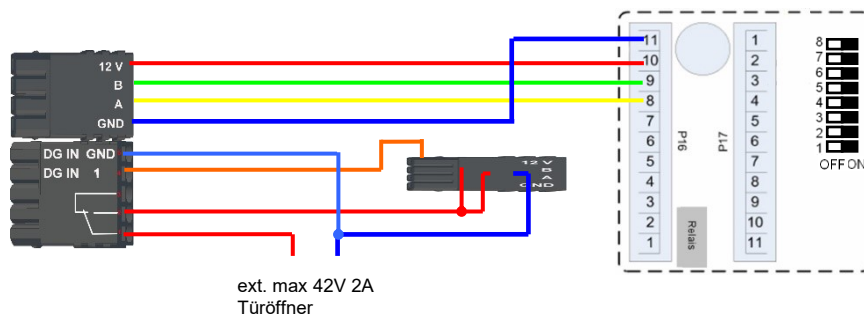 12 V
B
A
GND
DG IN GND
DG IN 1
12 V
B
A
GND
ext. max 42V 2A
Türöffner
11
10
9
8
7
6
5
4
3
2
1
P16
Relais
P17
1
2
3
4
5
6
7
8
9
10
11
8
7
6
5
4
3
2
1
OFF ON